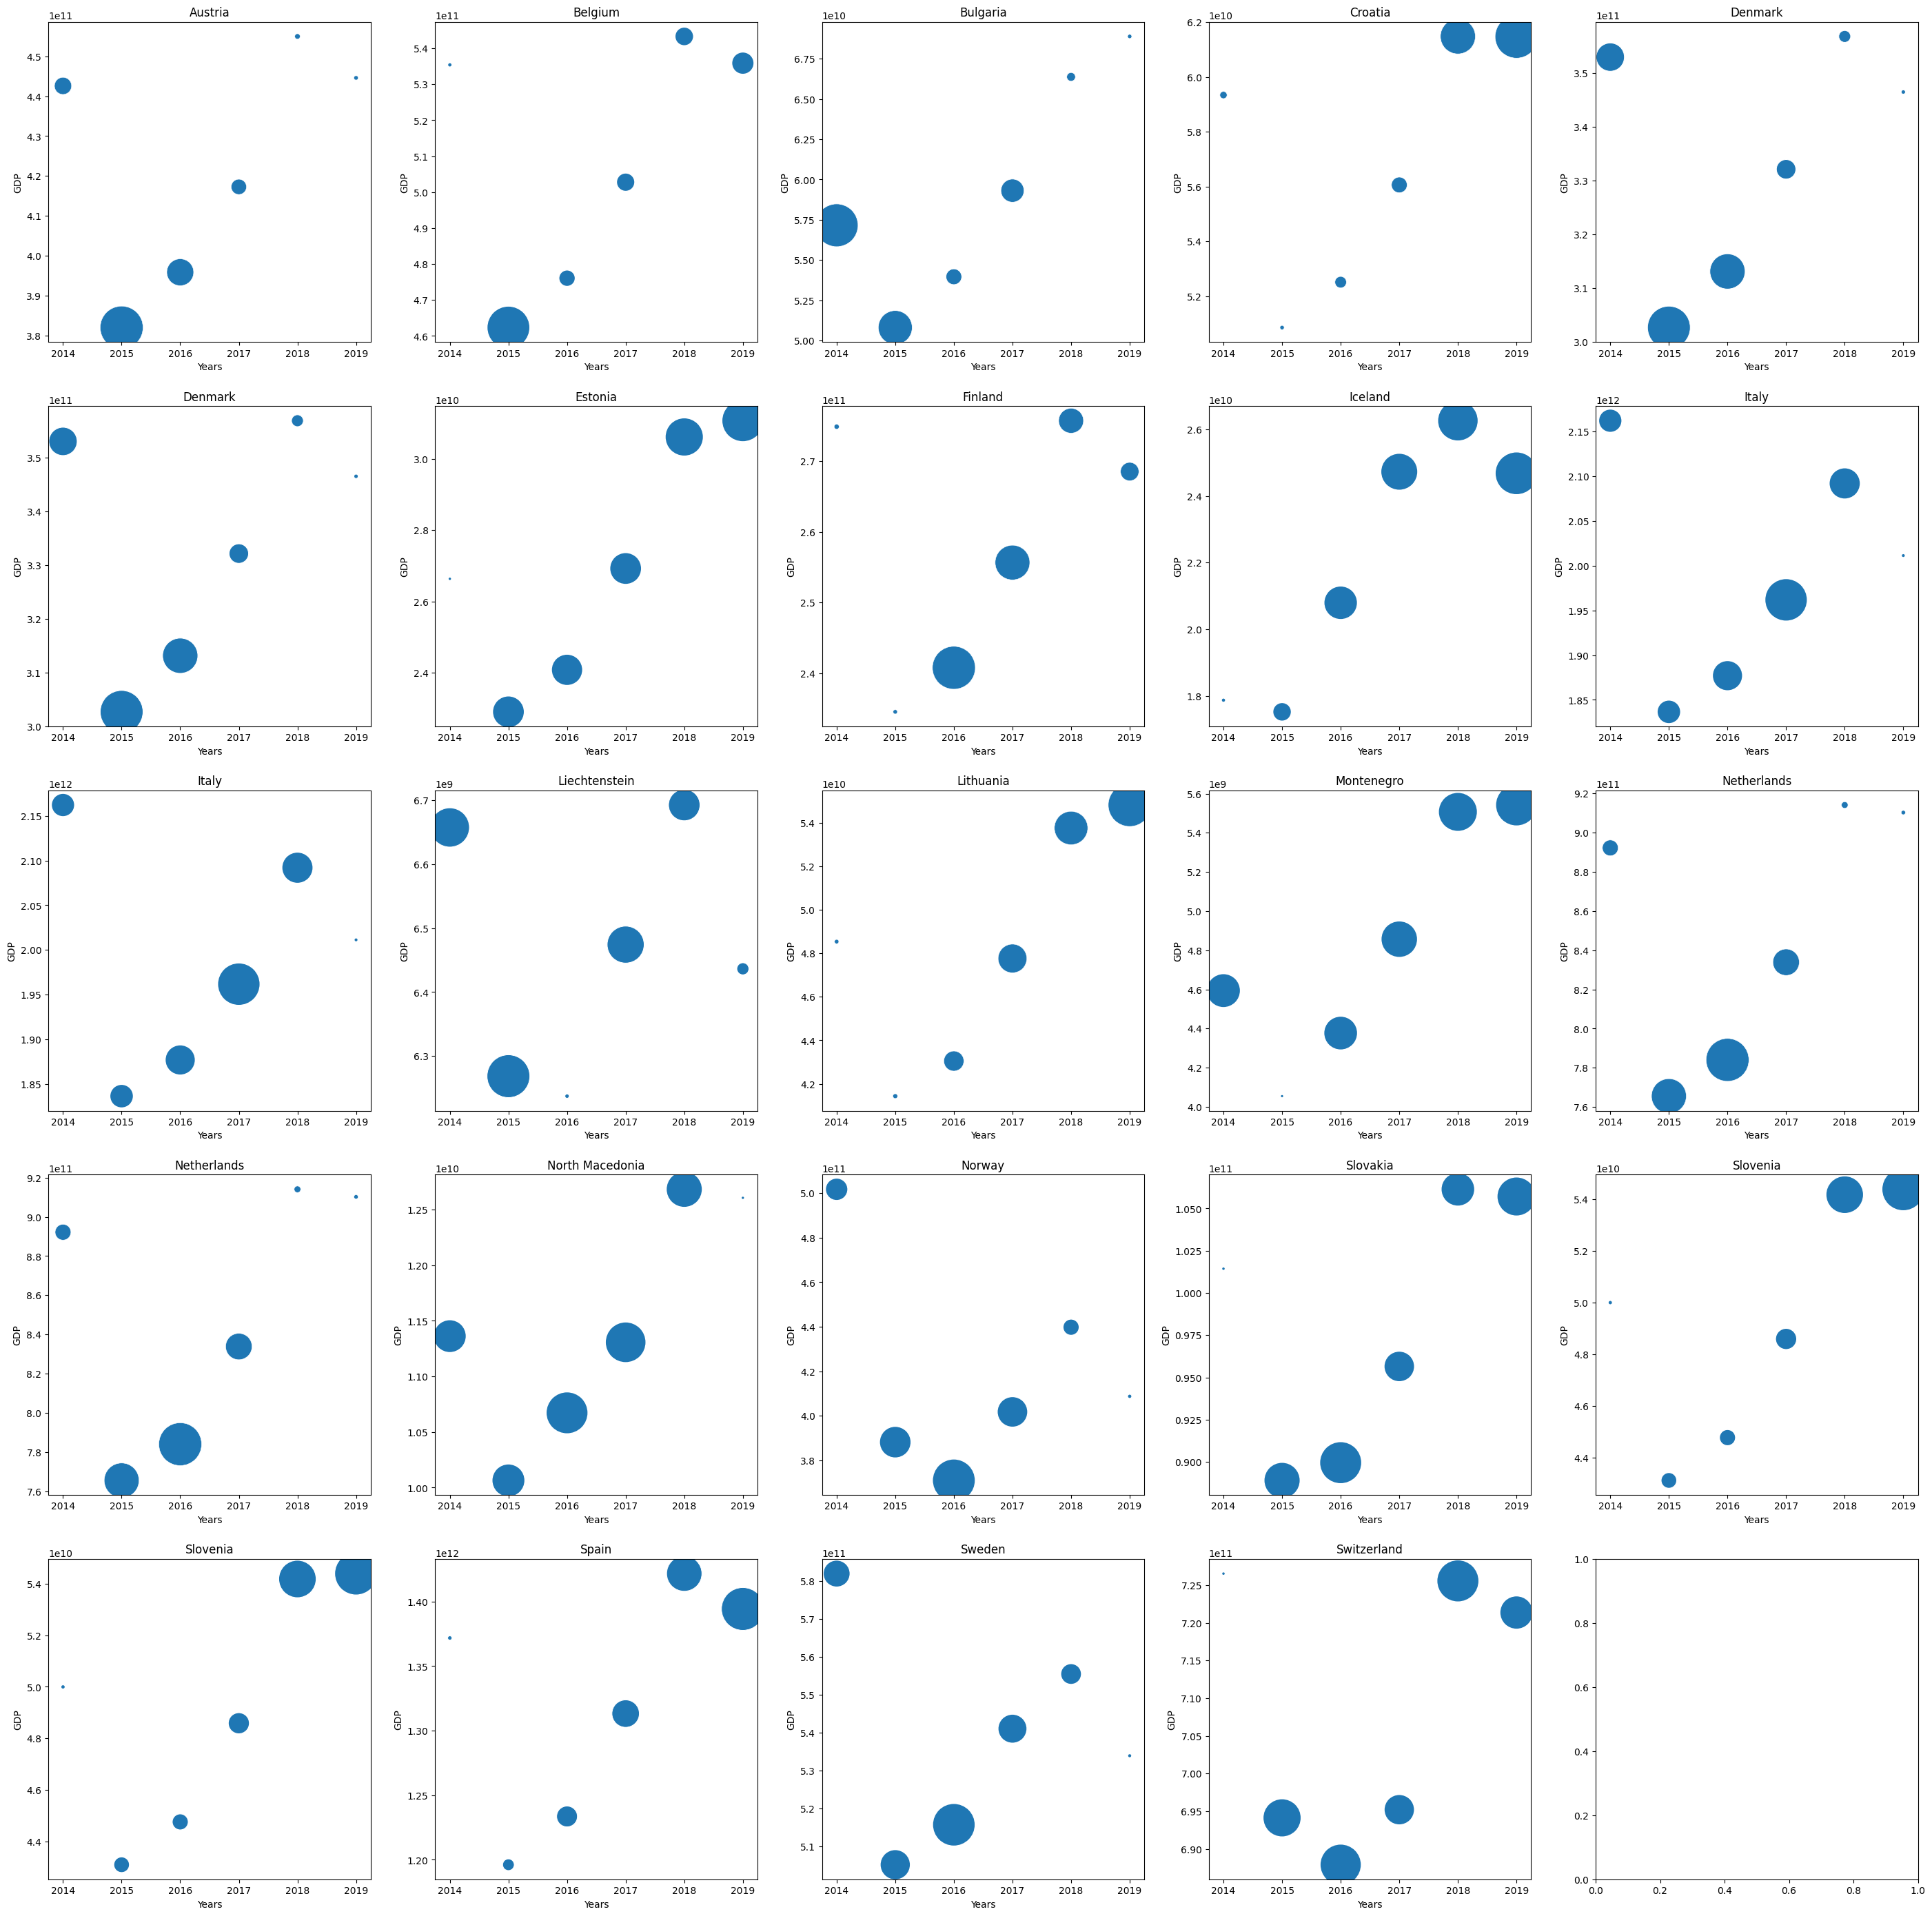 Austria
1e11
4.5
4.4
4.3
4.2
4.1
4.0
3.9
3.8
GDP
2014 2015 2016 2017 2018 2019
Years
Belgium
1e11
5.4
5.3
5.2
5.1
5.0
4.9
4.8
4.7
4.6
GDP
2014 2015 2016 2017 2018 2019
Years
Bulgaria
1e10
6.75
6.50
6.25
6.00
5.75
5.50
5.25
5.00
GDP
2014 2015 2016 2017 2018 2019
Years
Croatia
1e10
6.2
6.0
5.8
5.6
5.4
5.2
GDP
2014 2015 2016 2017 2018 2019
Years
Denmark
1e11
3.5
3.4
3.3
3.2
3.1
3.0
GDP
2014 2015 2016 2017 2018 2019
Years
Denmark
1e11
3.5
3.4
3.3
3.2
3.1
3.0
GDP
2014 2015 2016 2017 2018 2019
Years
Estonia
1e10
3.0
2.8
2.6
2.4
GDP
2014 2015 2016 2017 2018 2019
Years
Finland
1e11
2.7
2.6
2.5
2.4
GDP
2014 2015 2016 2017 2018 2019
Years
Iceland
1e10
2.6
2.4
2.2
2.0
1.8
GDP
2014 2015 2016 2017 2018 2019
Years
Italy
1e12
2.15
2.10
2.05
2.00
1.95
1.90
1.85
GDP
2014 2015 2016 2017 2018 2019
Years
Italy
1e12
2.15
2.10
2.05
2.00
1.95
1.90
1.85
GDP
2014 2015 2016 2017 2018 2019
Years
Liechtenstein
1e9
6.7
6.6
6.5
6.4
6.3
GDP
2014 2015 2016 2017 2018 2019
Years
Lithuania
1e10
5.4
5.2
5.0
4.8
4.6
4.4
4.2
GDP
2014 2015 2016 2017 2018 2019
Years
Montenegro
1e9
5.6
5.4
5.2
5.0
4.8
4.6
4.4
4.2
4.0
GDP
2014 2015 2016 2017 2018 2019
Years
Netherlands
1e11
9.2
9.0
8.8
8.6
8.4
8.2
8.0
7.8
7.6
GDP
2014 2015 2016 2017 2018 2019
Years
Netherlands
1e11
9.2
9.0
8.8
8.6
8.4
8.2
8.0
7.8
7.6
GDP
2014 2015 2016 2017 2018 2019
Years
North Macedonia
1e10
1.25
1.20
1.15
1.10
1.05
1.00
GDP
2014 2015 2016 2017 2018 2019
Years
Norway
1e11
5.0
4.8
4.6
4.4
4.2
4.0
3.8
GDP
2014 2015 2016 2017 2018 2019
Years
Slovakia
1e11
1.050
1.025
1.000
0.975
0.950
0.925
0.900
GDP
2014 2015 2016 2017 2018 2019
Years
Slovenia
1e10
5.4
5.2
5.0
4.8
4.6
4.4
GDP
2014 2015 2016 2017 2018 2019
Years
Slovenia
1e10
5.4
5.2
5.0
4.8
4.6
4.4
GDP
2014 2015 2016 2017 2018 2019
Years
Spain
1e12
1.40
1.35
1.30
1.25
1.20
GDP
2014 2015 2016 2017 2018 2019
Years
Sweden
1e11
5.8
5.7
5.6
5.5
5.4
5.3
5.2
5.1
GDP
2014 2015 2016 2017 2018 2019
Years
Switzerland
1e11
7.25
7.20
7.15
7.10
7.05
7.00
6.95
6.90
GDP
2014 2015 2016 2017 2018 2019
Years
1.0
0.8
0.6
0.4
0.2
0.0
0.0 0.2 0.4 0.6 0.8 1.0